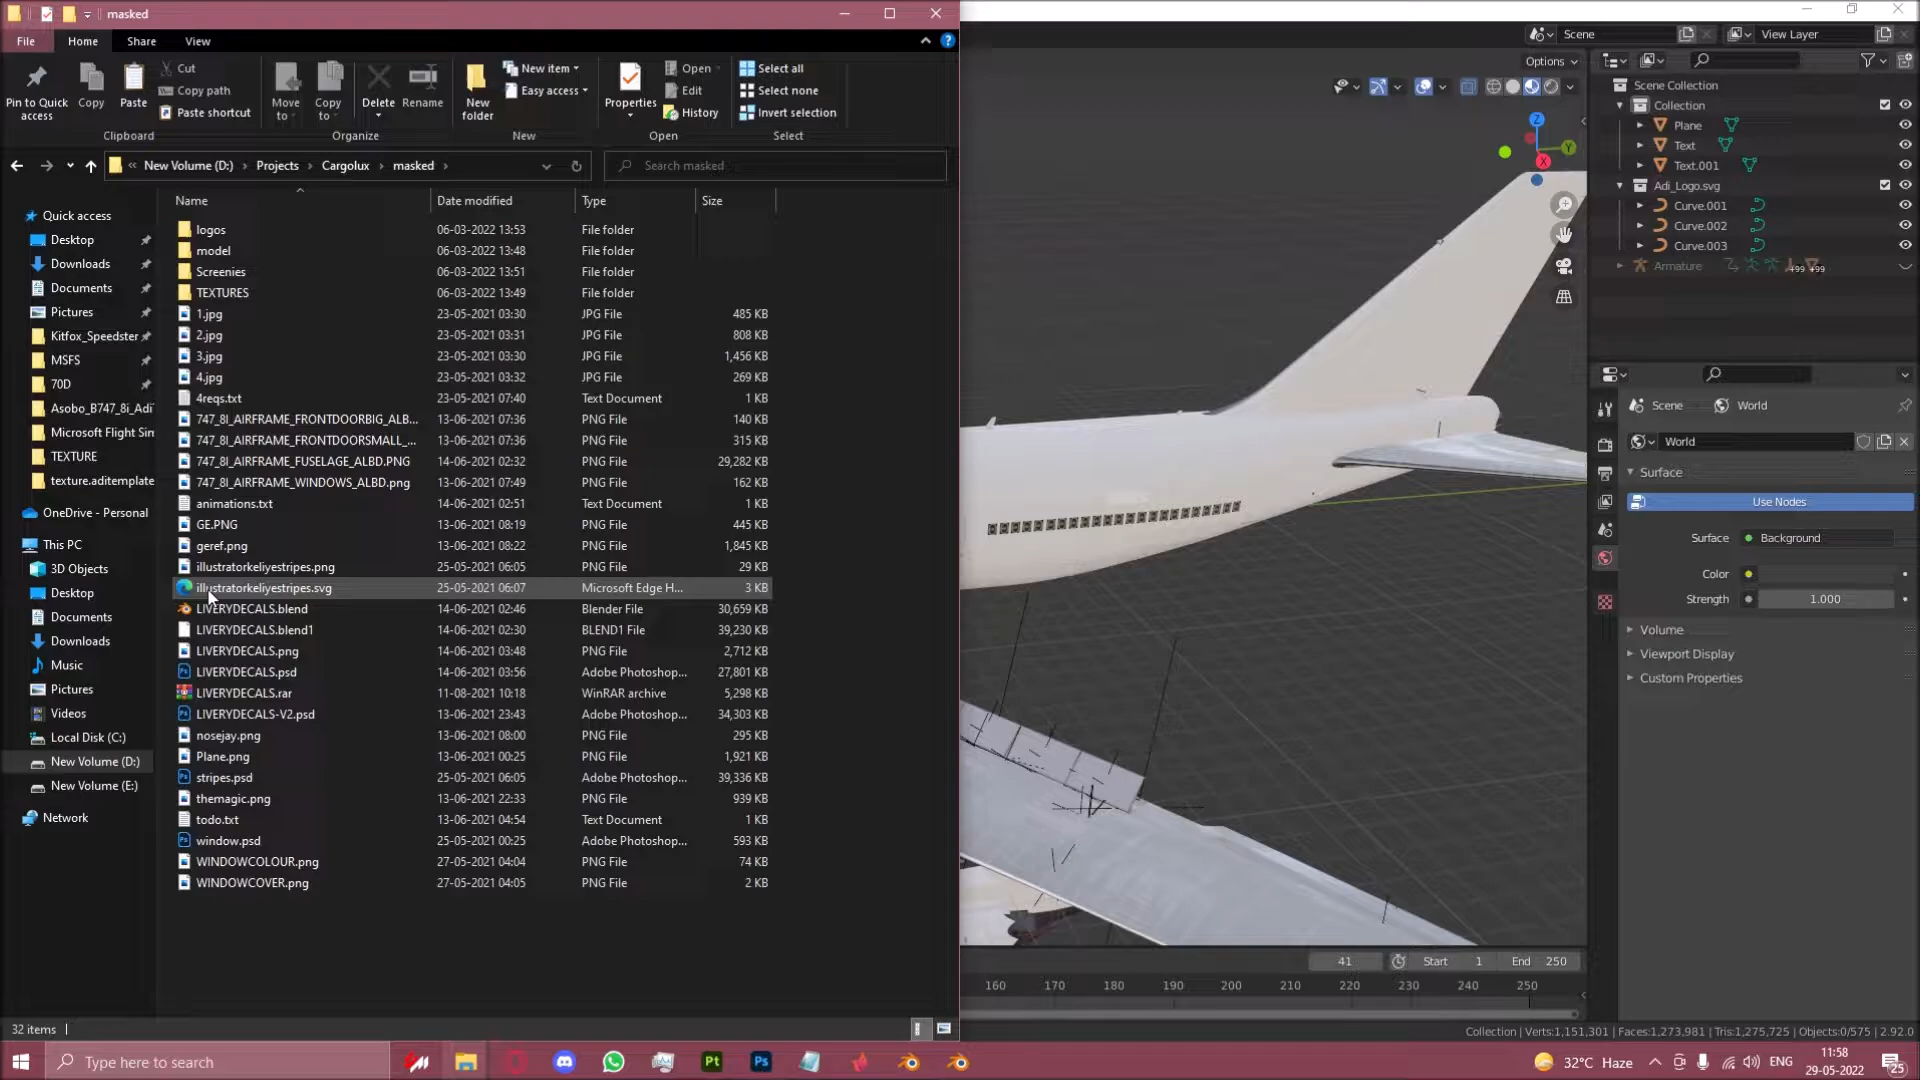 masked
File Home Share View
Pin to Quick access
Copy
Paste
Cut
Copy path
Paste shortcut
Clipboard
Move to
Copy to
Delete
Rename
Organize
New folder
New item
Easy access
New
Properties
Open
Edit
History
Open
Select all
Select none
Invert selection
Select
« New Volume (D:) › Projects › Cargolux › masked ›
Search masked
Name Date modified Type Size
Quick access
Desktop
Downloads
Documents
Pictures
Kitfox_Speedster
MSFS
70D
Asobo_B747_8i_Adi
Microsoft Flight Sim
TEXTURE
texture.aditemplate
OneDrive - Personal
This PC
3D Objects
Desktop
Documents
Downloads
Music
Pictures
Videos
Local Disk (C:)
New Volume (D:)
New Volume (E:)
Network
logos 06-03-2022 13:53 File folder
model 06-03-2022 13:48 File folder
Screenies 06-03-2022 13:51 File folder
TEXTURES 06-03-2022 13:49 File folder
1.jpg 23-05-2021 03:30 JPG File 485 KB
2.jpg 23-05-2021 03:31 JPG File 808 KB
3.jpg 23-05-2021 03:30 JPG File 1,456 KB
4.jpg 23-05-2021 03:32 JPG File 269 KB
4reqs.txt 23-05-2021 07:40 Text Document 1 KB
747_8I_AIRFRAME_FRONTDOORBIG_ALB... 13-06-2021 07:36 PNG File 140 KB
747_8I_AIRFRAME_FRONTDOORSMALL_... 13-06-2021 07:36 PNG File 315 KB
747_8I_AIRFRAME_FUSELAGE_ALBD.PNG 14-06-2021 02:32 PNG File 29,282 KB
747_8I_AIRFRAME_WINDOWS_ALBD.png 13-06-2021 07:49 PNG File 162 KB
animations.txt 14-06-2021 02:51 Text Document 1 KB
GE.PNG 13-06-2021 08:19 PNG File 445 KB
geref.png 13-06-2021 08:22 PNG File 1,845 KB
illustratorkeliyestripes.png 25-05-2021 06:05 PNG File 29 KB
illustratorkeliyestripes.svg 25-05-2021 06:07 Microsoft Edge H... 3 KB
LIVERYDECALS.blend 14-06-2021 02:46 Blender File 30,659 KB
LIVERYDECALS.blend1 14-06-2021 02:30 BLEND1 File 39,230 KB
LIVERYDECALS.png 14-06-2021 03:48 PNG File 2,712 KB
LIVERYDECALS.psd 14-06-2021 03:56 Adobe Photoshop... 27,801 KB
LIVERYDECALS.rar 11-08-2021 10:18 WinRAR archive 5,298 KB
LIVERYDECALS-V2.psd 13-06-2021 23:43 Adobe Photoshop... 34,303 KB
nosejay.png 13-06-2021 08:00 PNG File 295 KB
Plane.png 13-06-2021 00:25 PNG File 1,921 KB
stripes.psd 25-05-2021 06:05 Adobe Photoshop... 39,336 KB
themagic.png 13-06-2021 22:33 PNG File 939 KB
todo.txt 13-06-2021 04:54 Text Document 1 KB
window.psd 25-05-2021 00:25 Adobe Photoshop... 593 KB
WINDOWCOLOUR.png 27-05-2021 04:04 PNG File 74 KB
WINDOWCOVER.png 27-05-2021 04:05 PNG File 2 KB
32 items
Scene
View Layer
Options
Z
Y
X
Scene Collection
Collection
Plane
Text
Text.001
Adi_Logo.svg
Curve.001
Curve.002
Curve.003
Armature +99 +99
Scene World
World
Surface
Use Nodes
Surface Background
Color
Strength 1.000
Volume
Viewport Display
Custom Properties
41 Start 1 End 250
160 170 180 190 200 210 220 230 240 250
Collection | Verts:1,151,301 | Faces:1,273,981 | Tris:1,275,725 | Objects:0/575 | 2.92.0
Type here to search
Pt
Ps
32°C Haze
ENG
11:58
29-05-2022
25